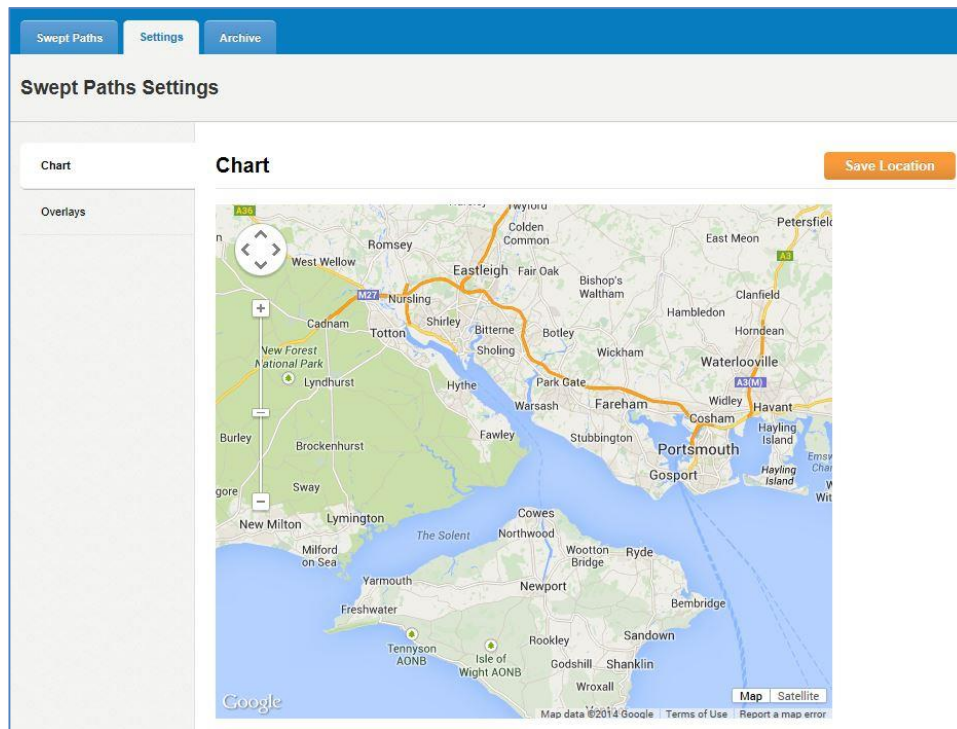 Swept Paths
Settings
Archive
Swept Paths Settings
Chart
Overlays
Chart
Save Location
A36
Twyford
Colden
Common
Petersfield
East Meon
A3
Romsey
West Wellow
Eastleigh
Fair Oak
Bishop's
Waltham
Clanfield
M27
Nursling
Hambledon
Cadnam
Totton
Shirley
Bitterne
Botley
Horndean
New Forest
National Park
Sholing
Wickham
Waterlooville
Lyndhurst
Hythe
Park Gate
A3(M)
Warsash
Fareham
Widley
Havant
Cosham
Burley
Brockenhurst
Fawley
Stubbington
Portsmouth
Hayling
Island
Gosport
Hayling
Island
Sway
New Milton
Lymington
Cowes
The Solent
Northwood
Milford
on Sea
Wootton
Bridge
Ryde
Yarmouth
Newport
Freshwater
Bembridge
Tennyson
AONB
Rookley
Sandown
Isle of
Wight AONB
Godshill
Shanklin
Wroxall
Map
Satellite
Google
Map data ©2014 Google
Terms of Use
Report a map error